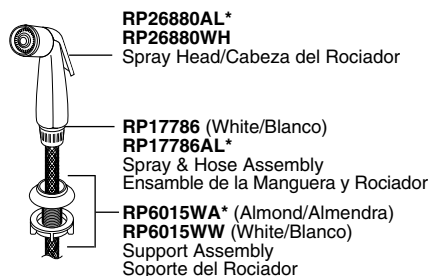 RP26880AL*
RP26880WH
Spray Head/Cabeza del Rociador
RP17786 (White/Blanco)
RP17786AL*
Spray & Hose Assembly
Ensamble de la Manguera y Rociador
RP6015WA* (Almond/Almendra)
RP6015WW (White/Blanco)
Support Assembly
Soporte del Rociador